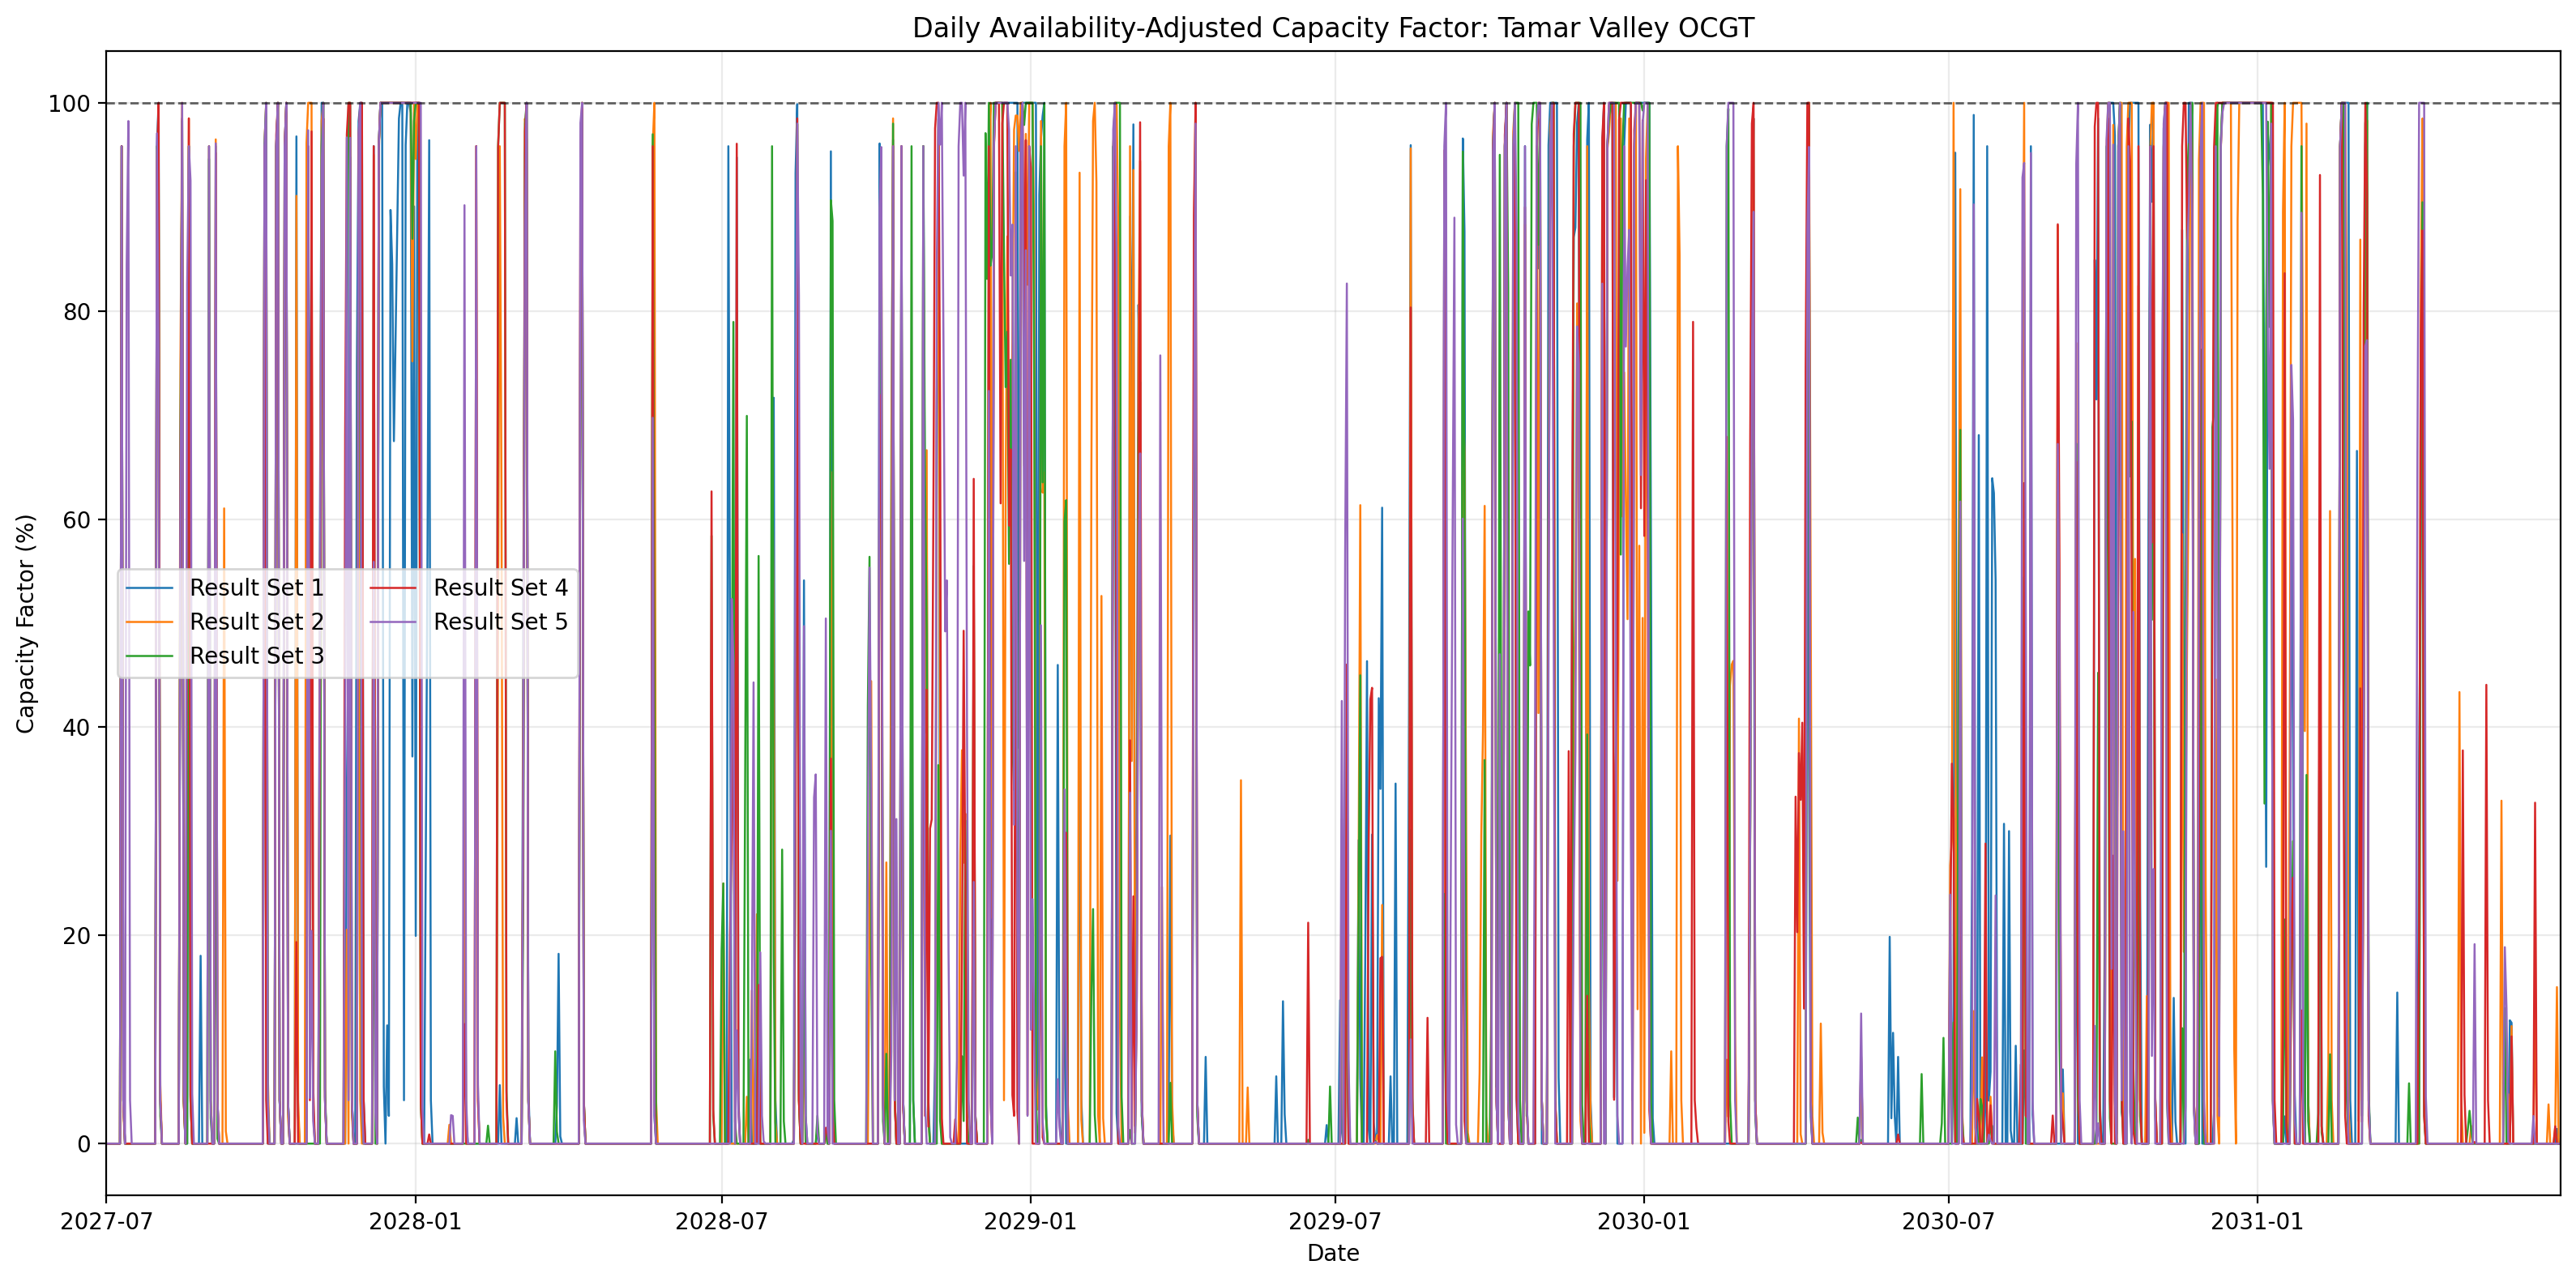 Daily Availability-Adjusted Capacity Factor: Tamar Valley OCGT
Capacity Factor (%)
100
80
60
40
20
0
Result Set 1
Result Set 2
Result Set 3
Result Set 4
Result Set 5
2027-07
2028-01
2028-07
2029-01
2029-07
2030-01
2030-07
2031-01
Date